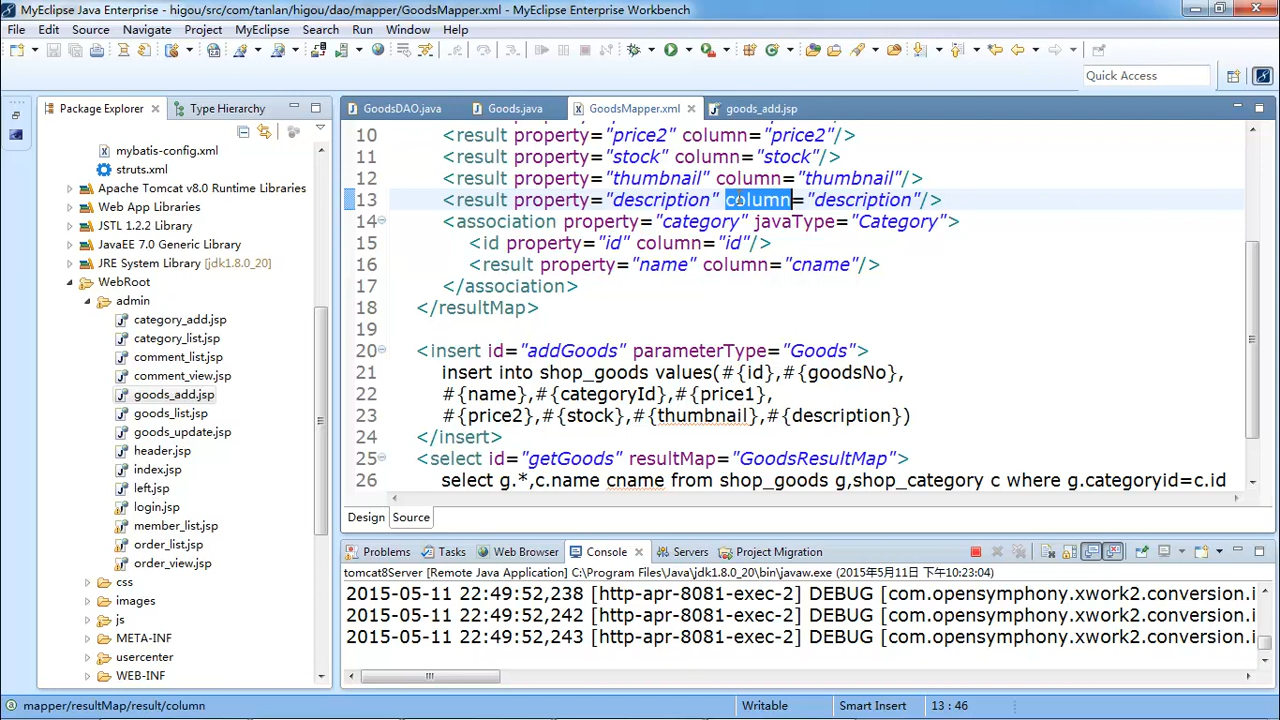 MyEclipse Java Enterprise - higou/src/com/tanlan/higou/dao/mapper/GoodsMapper.xml - MyEclipse Enterprise Workbench
File Edit Source Navigate Project MyEclipse Search Run Window Help
Quick Access
Package Explorer Type Hierarchy
mybatis-config.xml
struts.xml
Apache Tomcat v8.0 Runtime Libraries
Web App Libraries
JSTL 1.2.2 Library
JavaEE 7.0 Generic Library
JRE System Library [jdk1.8.0_20]
WebRoot
admin
category_add.jsp
category_list.jsp
comment_list.jsp
comment_view.jsp
goods_add.jsp
goods_list.jsp
goods_update.jsp
header.jsp
index.jsp
left.jsp
login.jsp
member_list.jsp
order_list.jsp
order_view.jsp
css
images
js
META-INF
usercenter
WEB-INF
GoodsDAO.java Goods.java GoodsMapper.xml goods_add.jsp
10 <result property="price2" column="price2"/>
11 <result property="stock" column="stock"/>
12 <result property="thumbnail" column="thumbnail"/>
13 <result property="description" column="description"/>
14 <association property="category" javaType="Category">
15 <id property="id" column="id"/>
16 <result property="name" column="cname"/>
17 </association>
18 </resultMap>
19
20 <insert id="addGoods" parameterType="Goods">
21 insert into shop_goods values(#{id},#{goodsNo},
22 #{name},#{categoryId},#{price1},
23 #{price2},#{stock},#{thumbnail},#{description})
24 </insert>
25 <select id="getGoods" resultMap="GoodsResultMap">
26 select g.*,c.name cname from shop_goods g,shop_category c where g.categoryid=c.id
Design Source
Problems Tasks Web Browser Console Servers Project Migration
tomcat8Server [Remote Java Application] C:\Program Files\Java\jdk1.8.0_20\bin\javaw.exe (2015年5月11日 下午10:23:04)
2015-05-11 22:49:52,238 [http-apr-8081-exec-2] DEBUG [com.opensymphony.xwork2.conversion.i
2015-05-11 22:49:52,242 [http-apr-8081-exec-2] DEBUG [com.opensymphony.xwork2.conversion.i
2015-05-11 22:49:52,243 [http-apr-8081-exec-2] DEBUG [com.opensymphony.xwork2.conversion.i
mapper/resultMap/result/column Writable Smart Insert 13 : 46